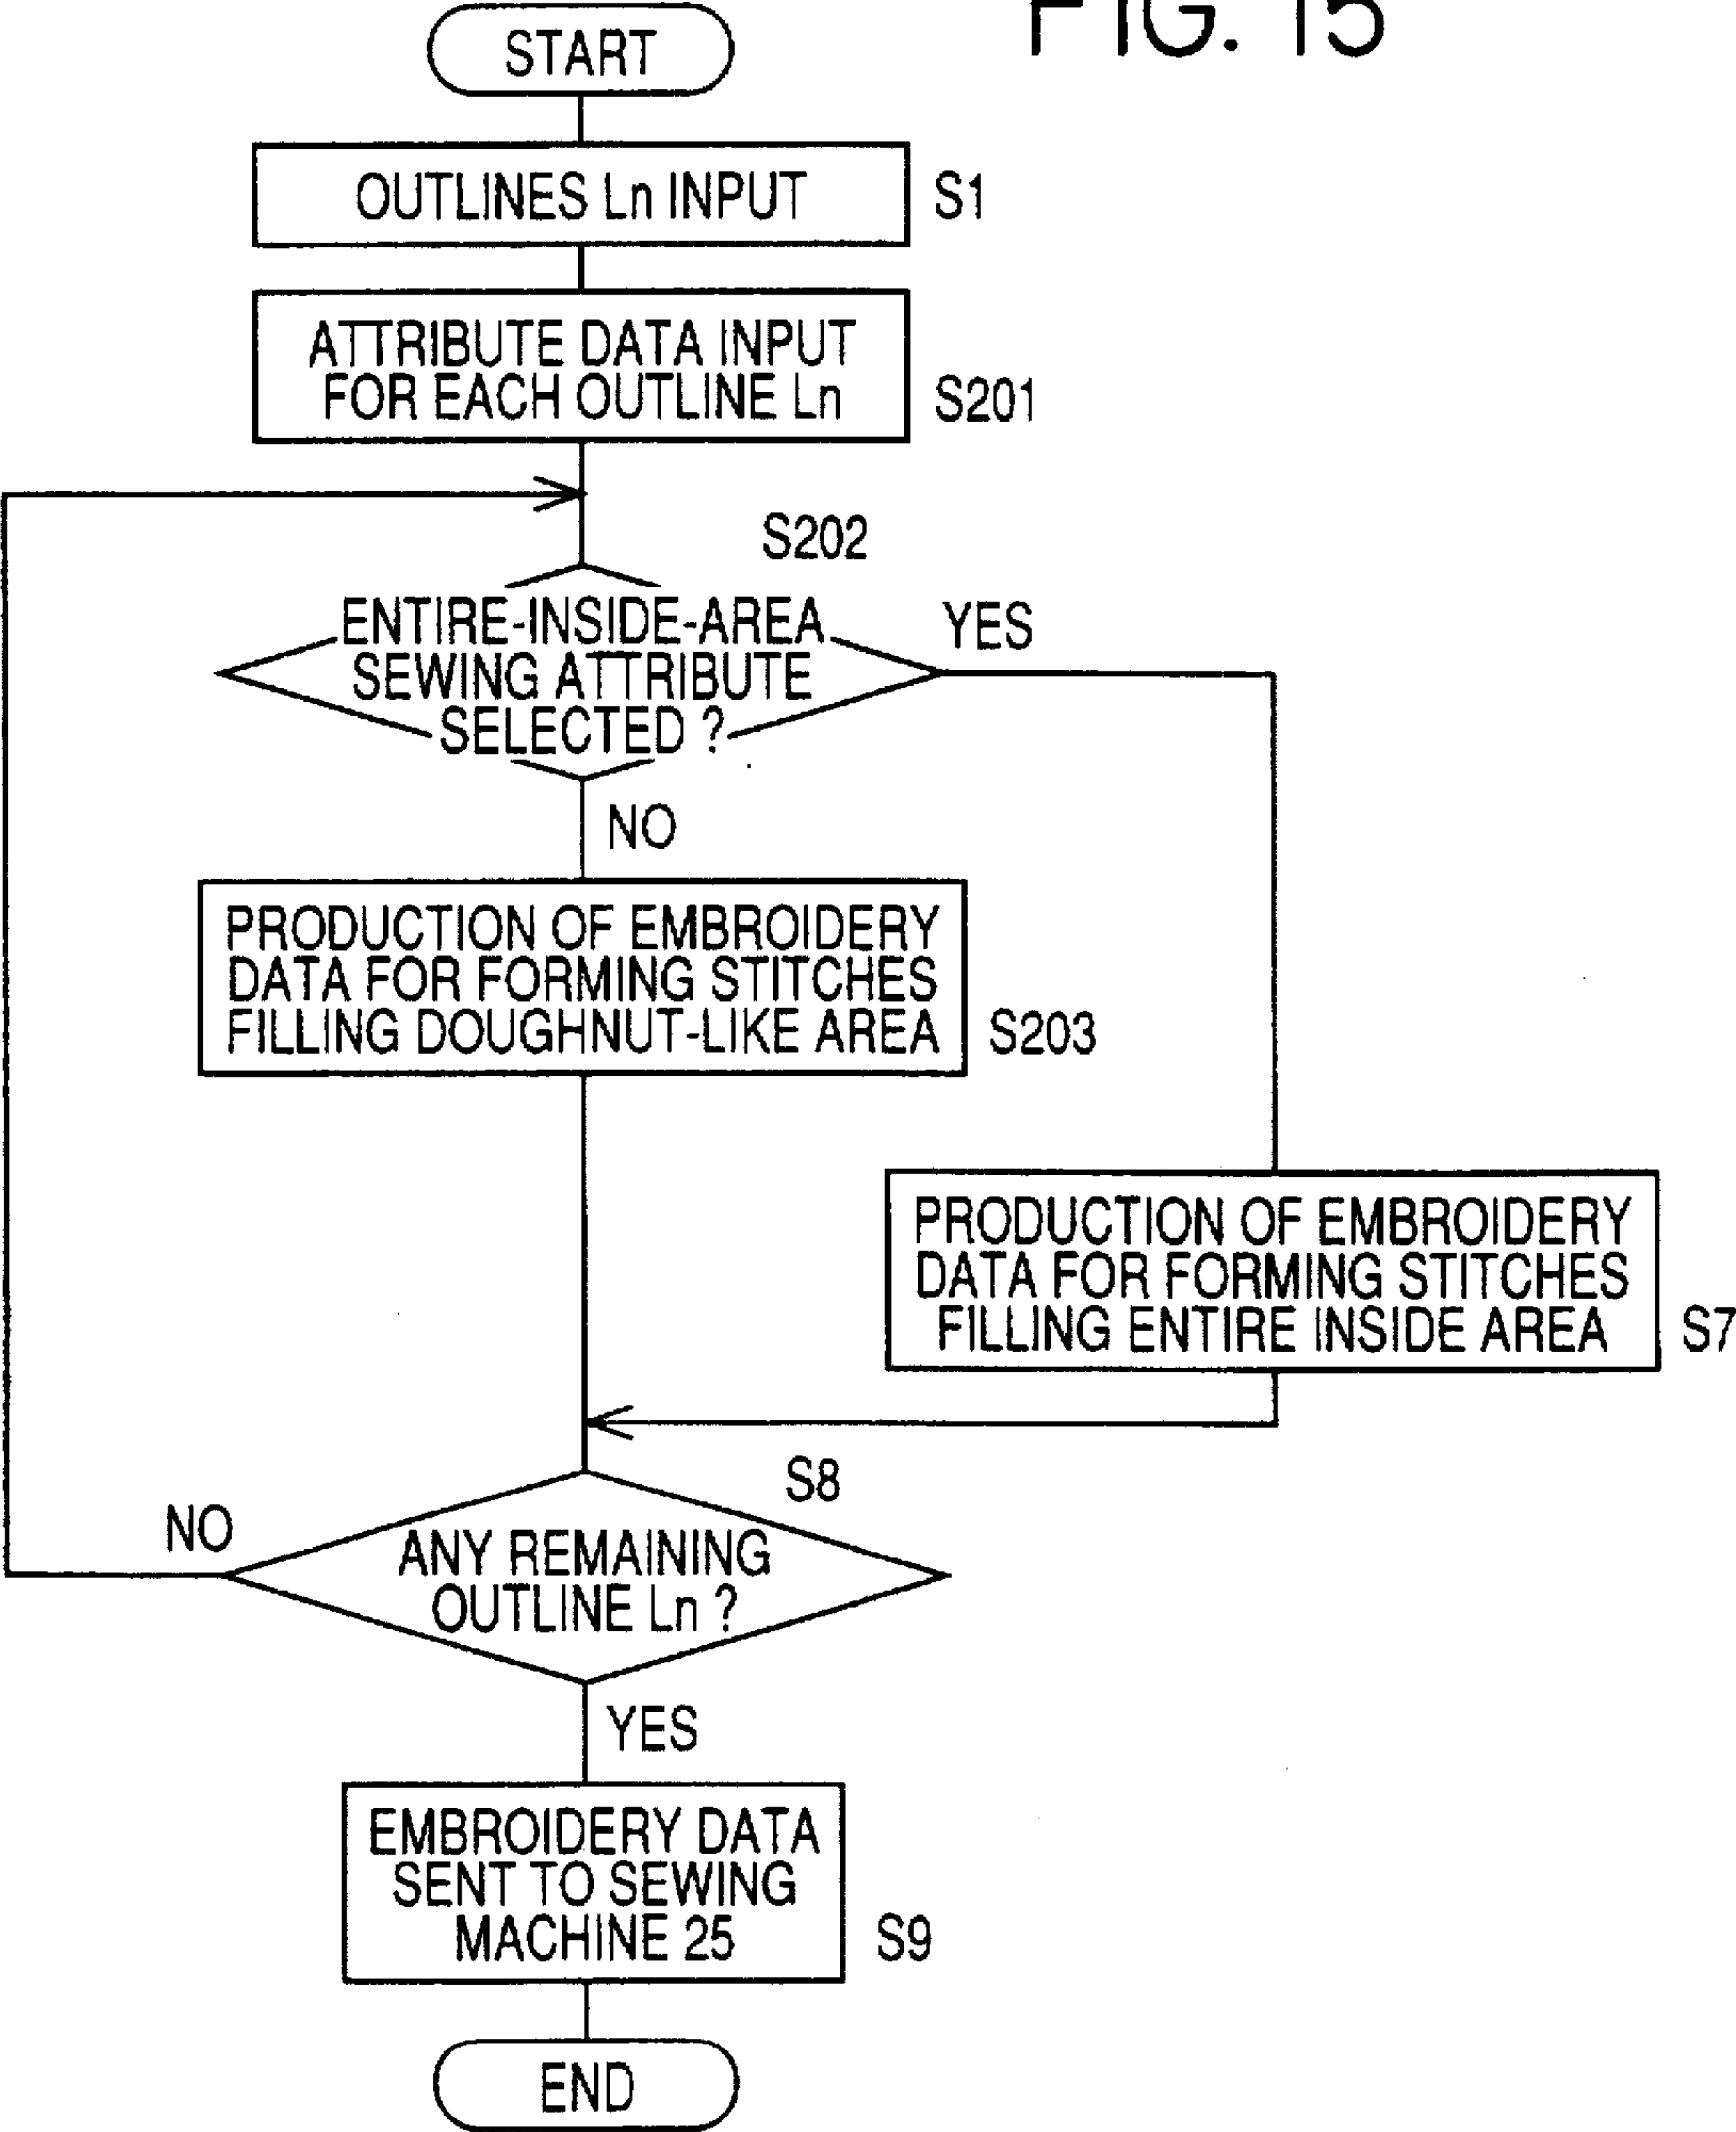 FIG. 15
START
OUTLINES Ln INPUT
S1
ATTRIBUTE DATA INPUT
FOR EACH OUTLINE Ln
S201
S202
ENTIRE-INSIDE-AREA
SEWING ATTRIBUTE
SELECTED ?
YES
NO
PRODUCTION OF EMBROIDERY
DATA FOR FORMING STITCHES
FILLING DOUGHNUT-LIKE AREA
S203
PRODUCTION OF EMBROIDERY
DATA FOR FORMING STITCHES
FILLING ENTIRE INSIDE AREA
S7
S8
NO
ANY REMAINING
OUTLINE Ln ?
YES
EMBROIDERY DATA
SENT TO SEWING
MACHINE 25
S9
END